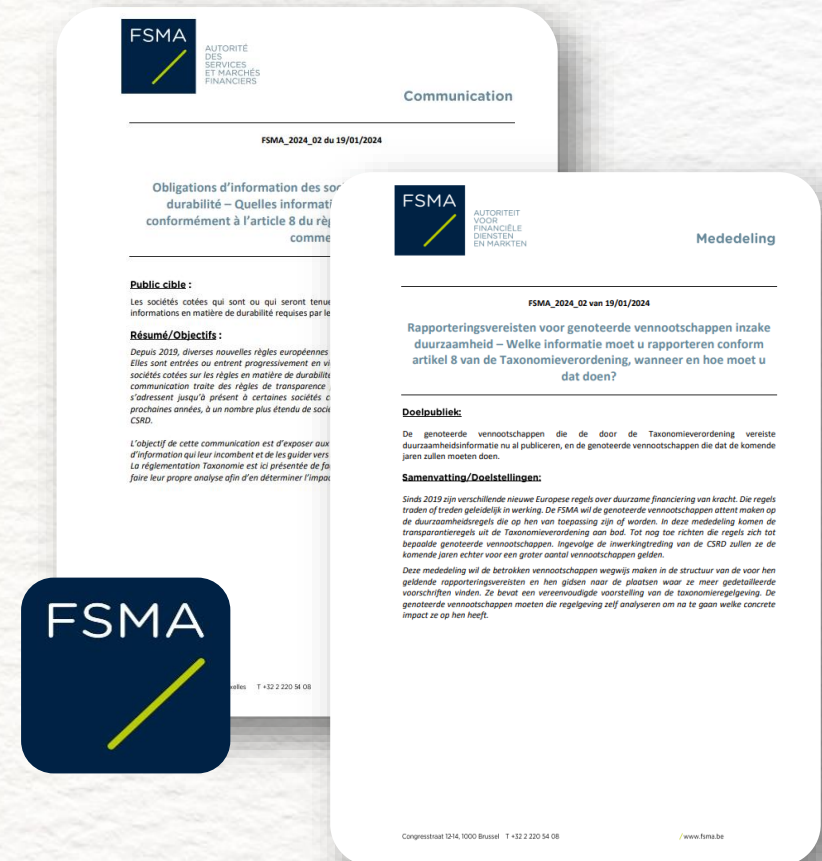 FSMA
AUTORITÉ
DES
SERVICES
ET MARCHÉS
FINANCIERS
Communication
FSMA_2024_02 du 19/01/2024
Obligations d'information des
durabilité – Quelles
conformément à l'article 8 du
Public cible :
Les sociétés cotées qui sont ou qui seront
informations en matière de durabilité requises par
Résumé/Objectifs :
Depuis 2019, diverses nouvelles règles européennes
Elles sont entrées ou entrent progressivement en
sociétés cotées sur les règles en matière de
communication traite des règles de transparence
s'adressent jusqu'à présent à certaines sociétés
prochaines années, à un nombre plus étendu de
CSRD.
L'objectif de cette communication est d'exposer aux
d'information qui leur incombent et de les guider vers
La réglementation Taxonomie est ici présentée de
faire leur propre analyse afin d'en déterminer
T +32 2 220 54 08
FSMA
FSMA
AUTORITEIT
VOOR
FINANCIËLE
DIENSTEN
EN MARKTEN
Mededeling
FSMA_2024_02 van 19/01/2024
Rapporteringsvereisten voor genoteerde vennootschappen inzake
duurzaamheid – Welke informatie moet u rapporteren conform
artikel 8 van de Taxonomieverordening, wanneer en hoe moet u
dat doen?
Doelpubliek:
De genoteerde vennootschappen die de door de Taxonomieverordening vereiste
duurzaamheidsinformatie nu al publiceren, en de genoteerde vennootschappen die dat de komende
jaren zullen moeten doen.
Samenvatting/Doelstellingen:
Sinds 2019 zijn verschillende nieuwe Europese regels over duurzame financiering van kracht. Die regels
traden of treden geleidelijk in werking. De FSMA wil de genoteerde vennootschappen attent maken op
de duurzaamheidsregels die op hen van toepassing zijn of worden. In deze mededeling komen de
transparantieregels uit de Taxonomieverordening aan bod. Tot nog toe richten die regels zich tot
bepaalde genoteerde vennootschappen. Ingevolge de inwerkingtreding van de CSRD zullen ze de
komende jaren echter voor een groter aantal vennootschappen gelden.
Deze mededeling wil de betrokken vennootschappen wegwijs maken in de structuur van de voor hen
geldende rapporteringsvereisten en hen gidsen naar de plaatsen waar ze meer gedetailleerde
voorschriften vinden. Ze bevat een vereenvoudigde voorstelling van de taxonomieregelgeving. De
genoteerde vennootschappen moeten die regelgeving zelf analyseren om na te gaan welke concrete
impact ze op hen heeft.
Congresstraat 12-14, 1000 Brussel T +32 2 220 54 08
/ www.fsma.be